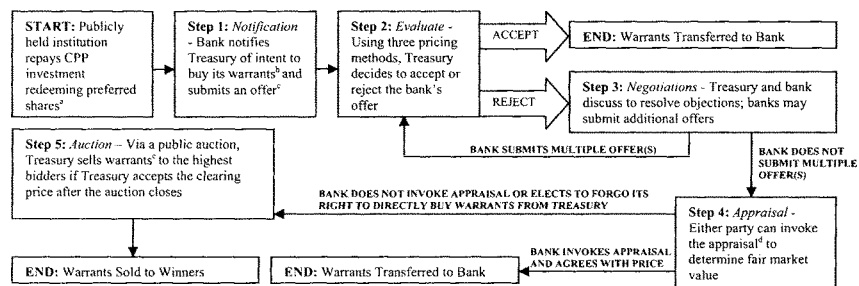 START: Publicly
held institution
repays CPP
investment
redeeming preferred
shares^a
Step 1: Notification
- Bank notifies
Treasury of intent to
buy its warrants^b and
submits an offer^c
Step 2: Evaluate -
Using three pricing
methods, Treasury
decides to accept or
reject the bank's
offer
ACCEPT
REJECT
END: Warrants Transferred to Bank
Step 3: Negotiations - Treasury and bank
discuss to resolve objections; banks may
submit additional offers
BANK SUBMITS MULTIPLE OFFER(S)
BANK DOES NOT
SUBMIT MULTIPLE
OFFER(S)
Step 5: Auction – Via a public auction,
Treasury sells warrants^e to the highest
bidders if Treasury accepts the clearing
price after the auction closes
BANK DOES NOT INVOKE APPRAISAL OR ELECTS TO FORGO ITS
RIGHT TO DIRECTLY BUY WARRANTS FROM TREASURY
Step 4: Appraisal -
Either party can invoke
the appraisal^d to
determine fair market
value
BANK INVOKES APPRAISAL
AND AGREES WITH PRICE
END: Warrants Sold to Winners
END: Warrants Transferred to Bank